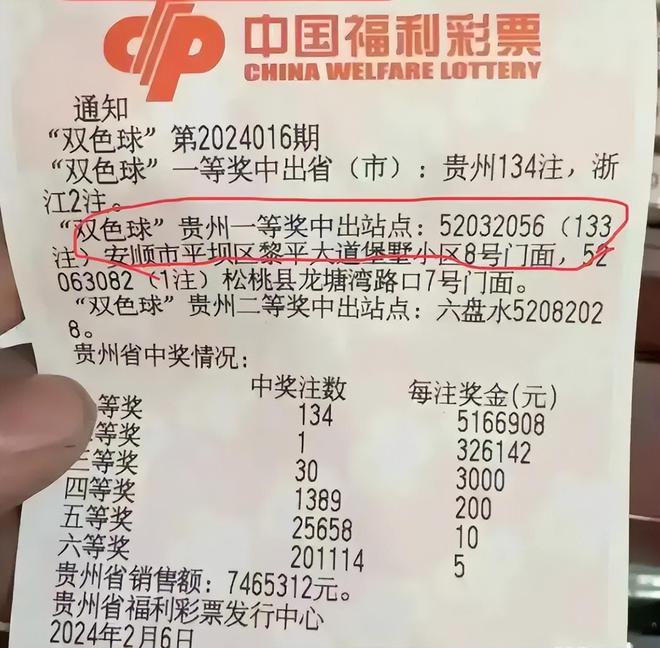 中国福利彩票
CHINA WELFARE LOTTERY
通知
“双色球”第2024016期
“双色球”一等奖中出省（市）：贵州134注，浙
江2注。
“双色球”贵州一等奖中出站点：52032056（133
注，安顺市平坝区黎平大道堡墅小区8号门面，52
063082（1注）松桃县龙塘湾路口7号门面。
“双色球”贵州二等奖中出站点：六盘水5208202
8。
贵州省中奖情况：
中奖注数 每注奖金(元)
等奖 134 5166908
等奖 1 326142
三等奖 30 3000
四等奖 1389 200
五等奖 25658 10
六等奖 201114 5
贵州省销售额：7465312元。
贵州省福利彩票发行中心
2024年2月6日